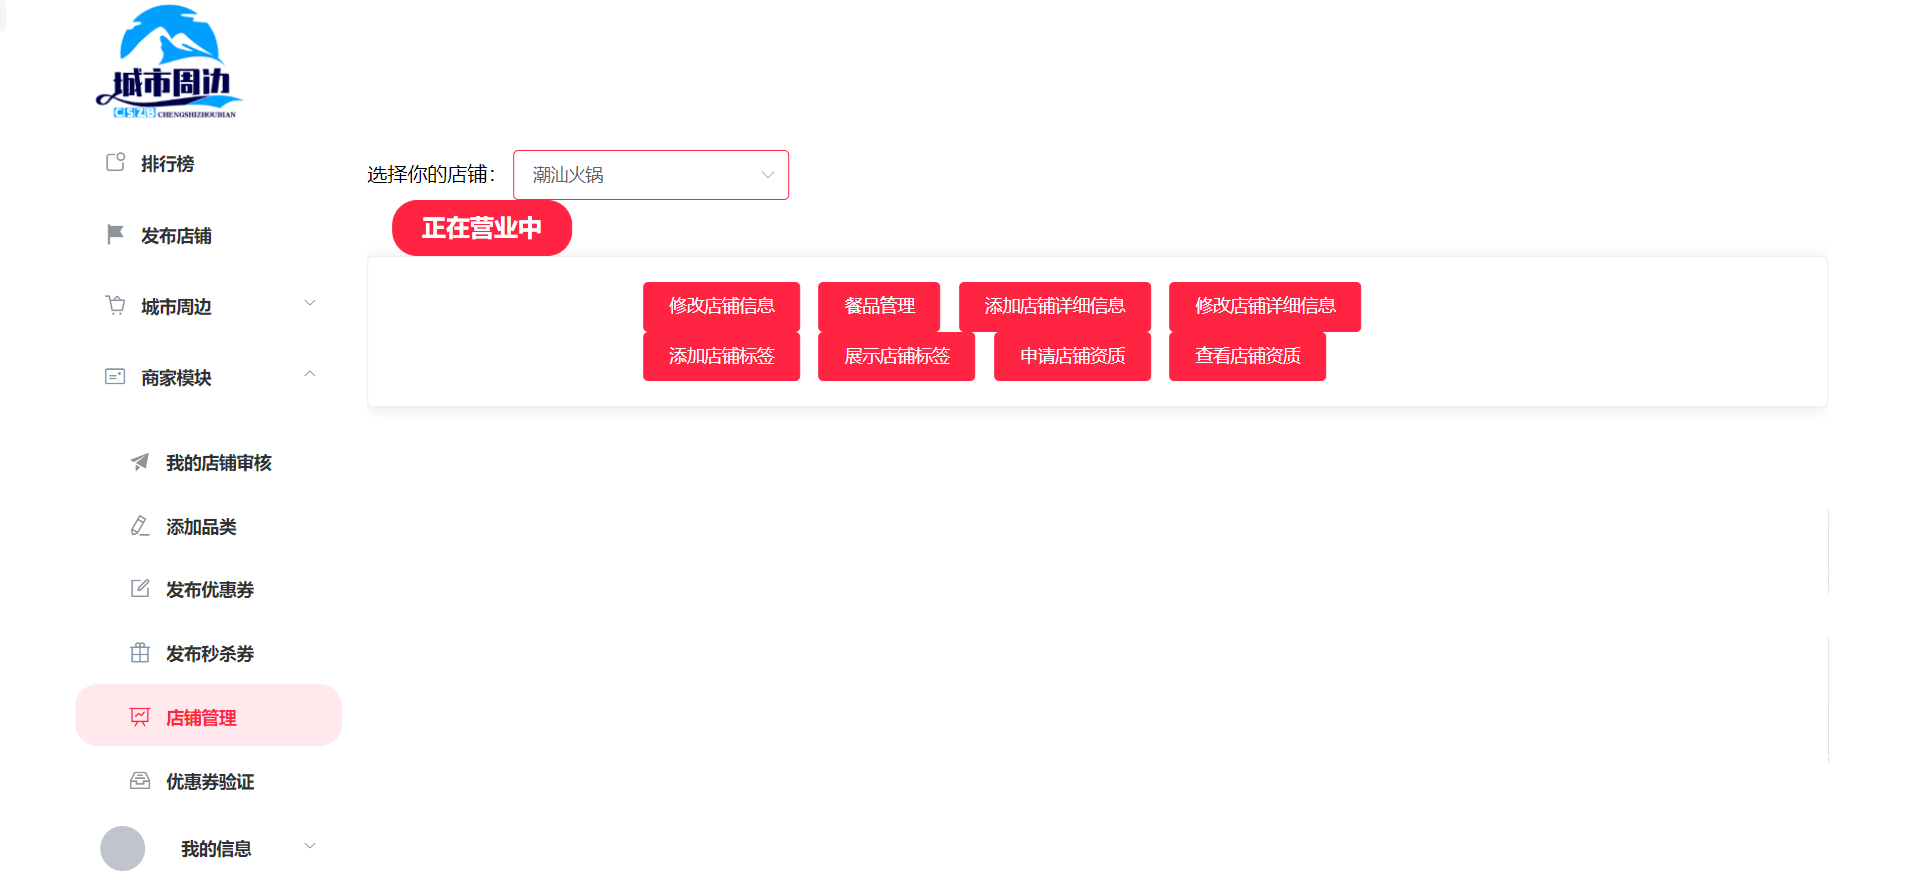 城市周边
CSZB CHENGSHIZHOUBIAN
排行榜
发布店铺
城市周边
商家模块
我的店铺审核
添加品类
发布优惠券
发布秒杀券
店铺管理
优惠券验证
我的信息
选择你的店铺： 潮汕火锅
正在营业中
修改店铺信息 餐品管理 添加店铺详细信息 修改店铺详细信息
添加店铺标签 展示店铺标签 申请店铺资质 查看店铺资质